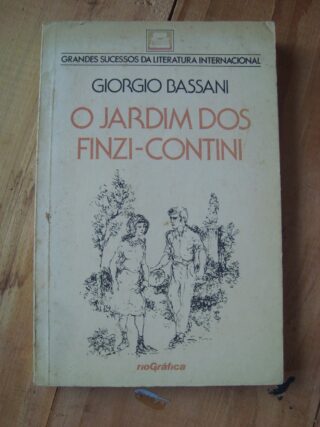 GRANDES SUCESSOS DA LITERATURA INTERNACIONAL
GIORGIO BASSANI
O JARDIM DOS
FINZI-CONTINI
rioGráfica